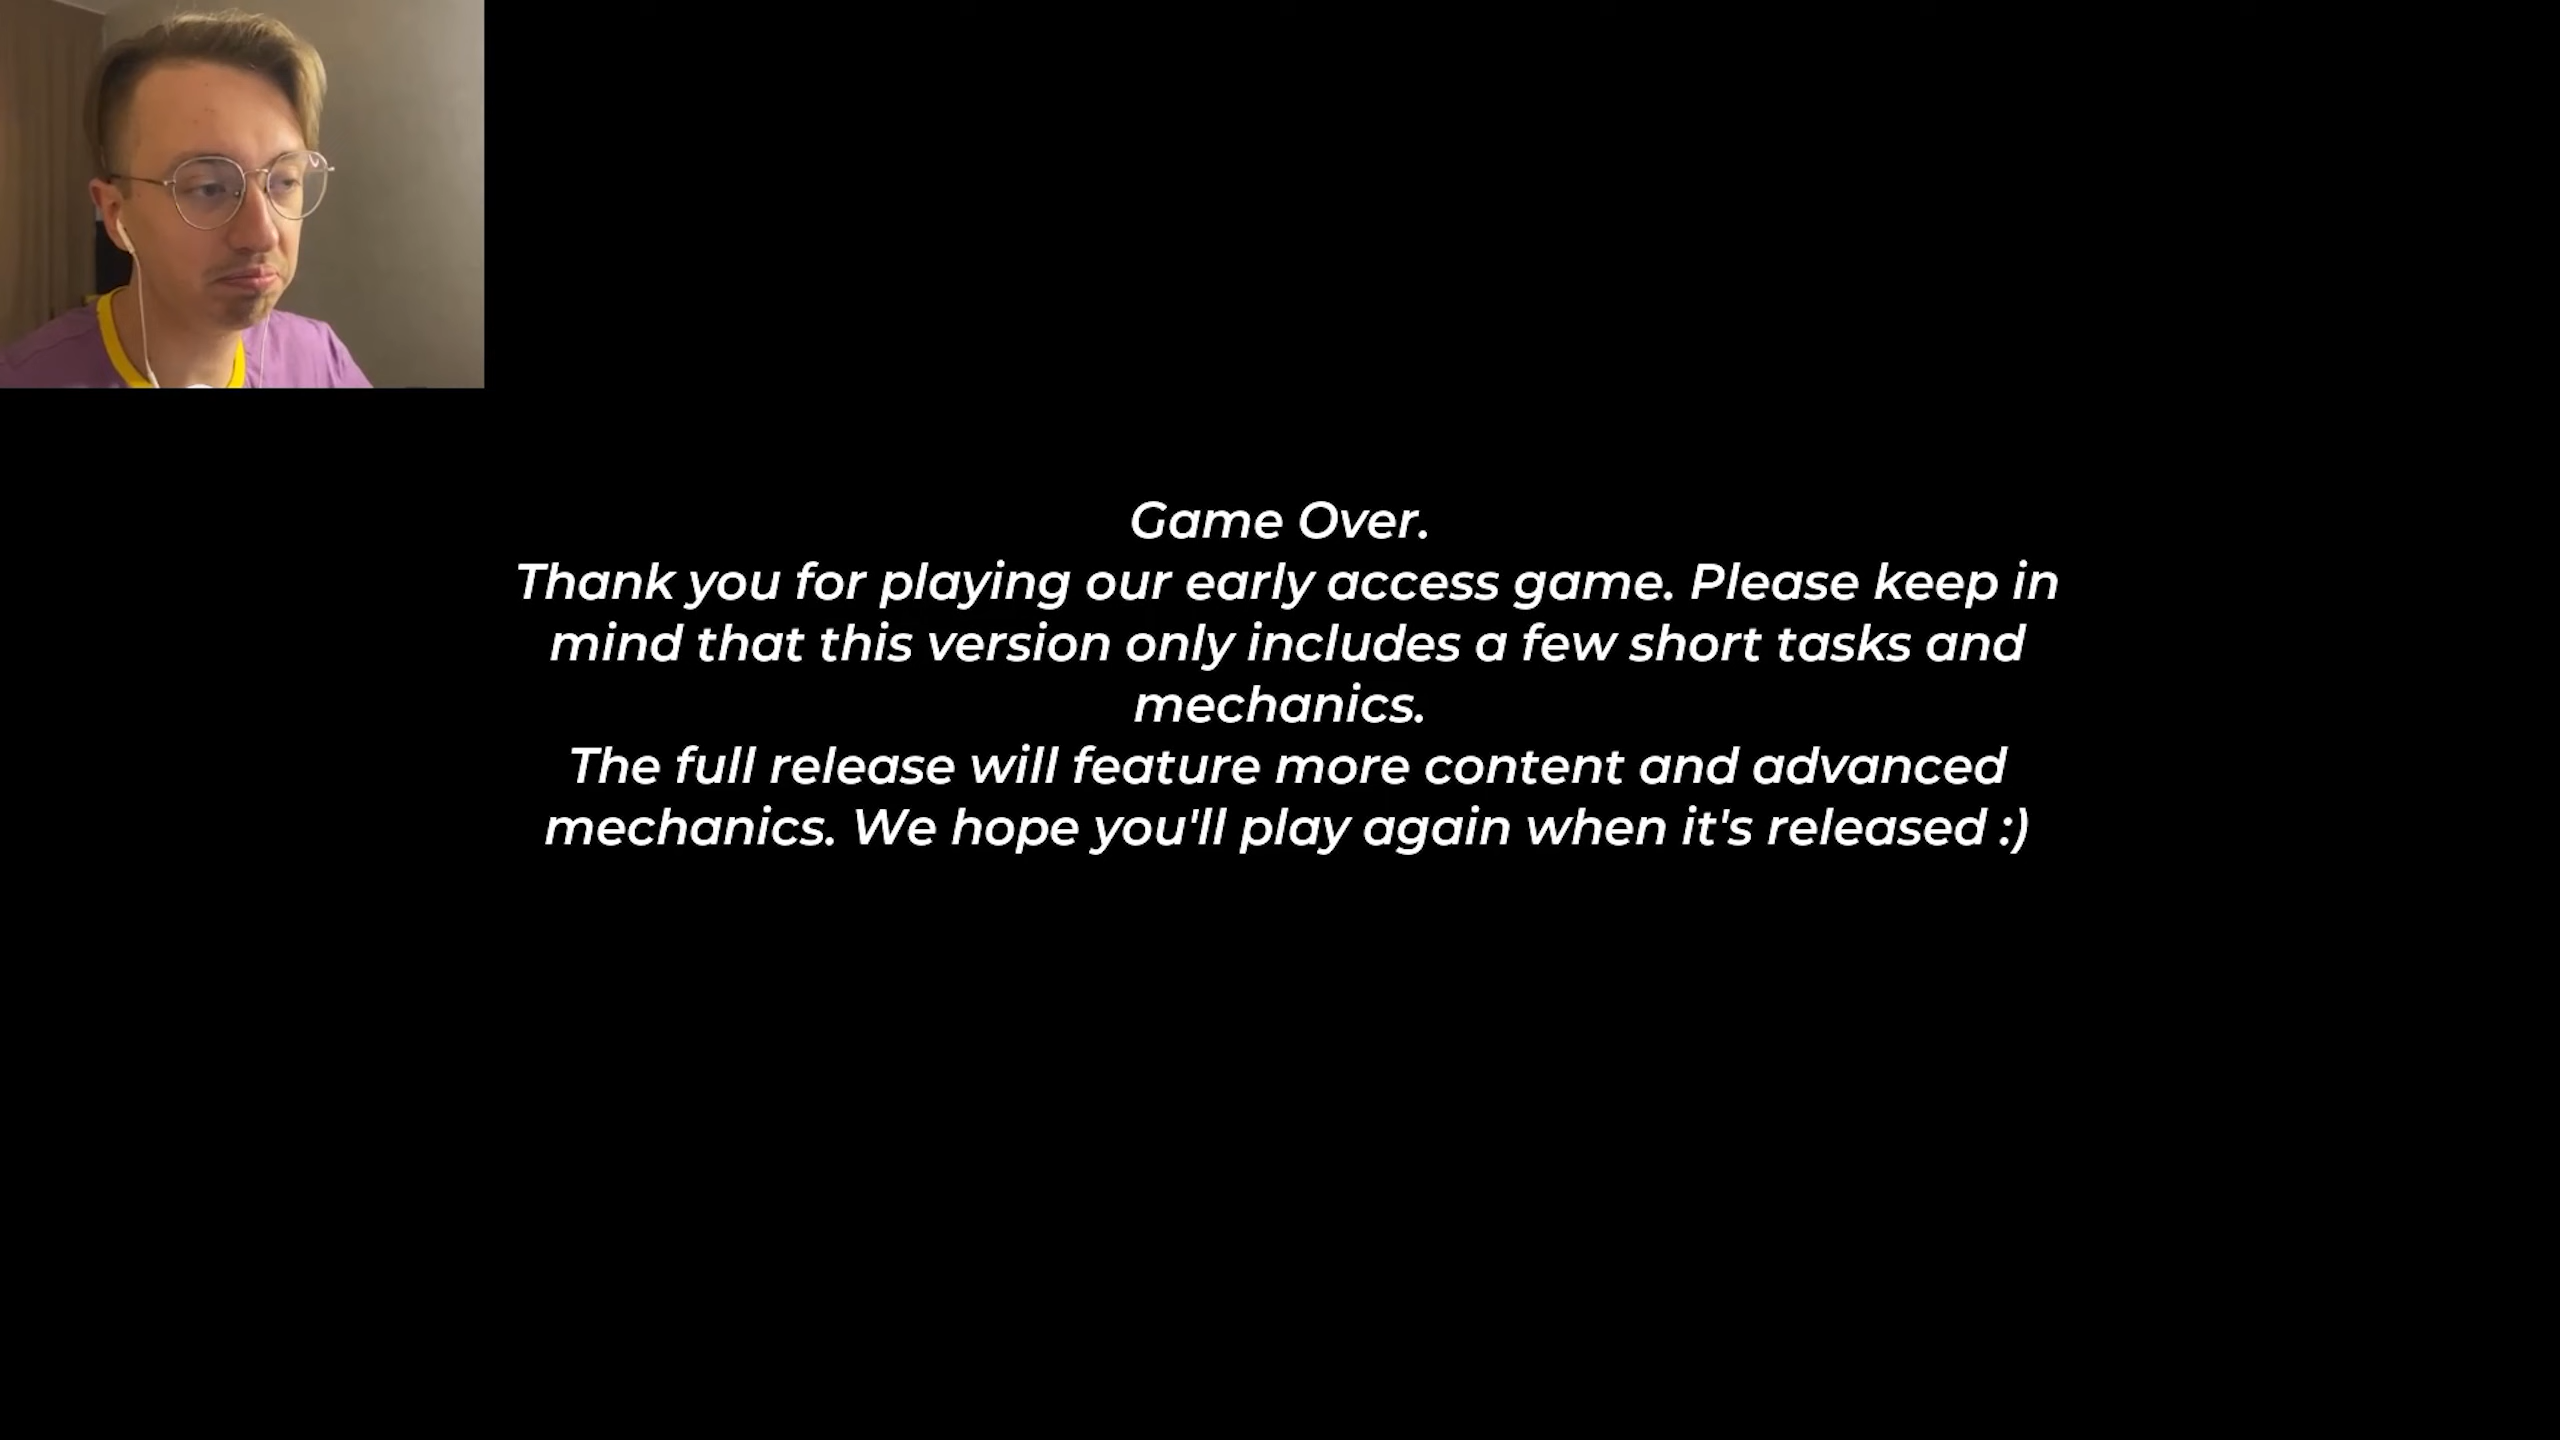 Game Over.
Thank you for playing our early access game. Please keep in
mind that this version only includes a few short tasks and
mechanics.
The full release will feature more content and advanced
mechanics. We hope you'll play again when it's released :)